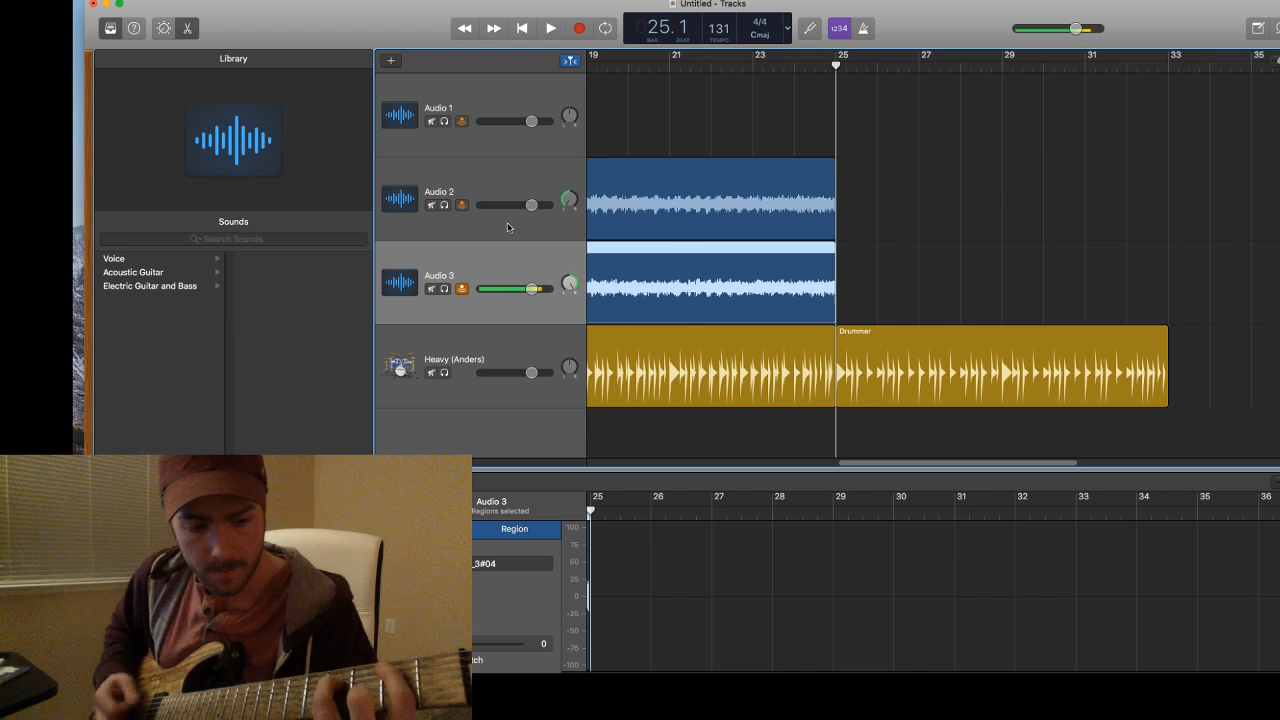 Untitled - Tracks
25.1
BAR BEAT
131
TEMPO
4/4
Cmaj
1234
Library
Sounds
Search Sounds
Voice
Acoustic Guitar
Electric Guitar and Bass
19 21 23 25 27 29 31 33 35
Audio 1
L R
Audio 2
L R
Audio 3
L R
Heavy (Anders)
L R
Drummer
Audio 3
Regions selected
Region
_3#04
0
tch
25 26 27 28 29 30 31 32 33 34 35 36
100
75
50
25
0
-25
-50
-75
-100